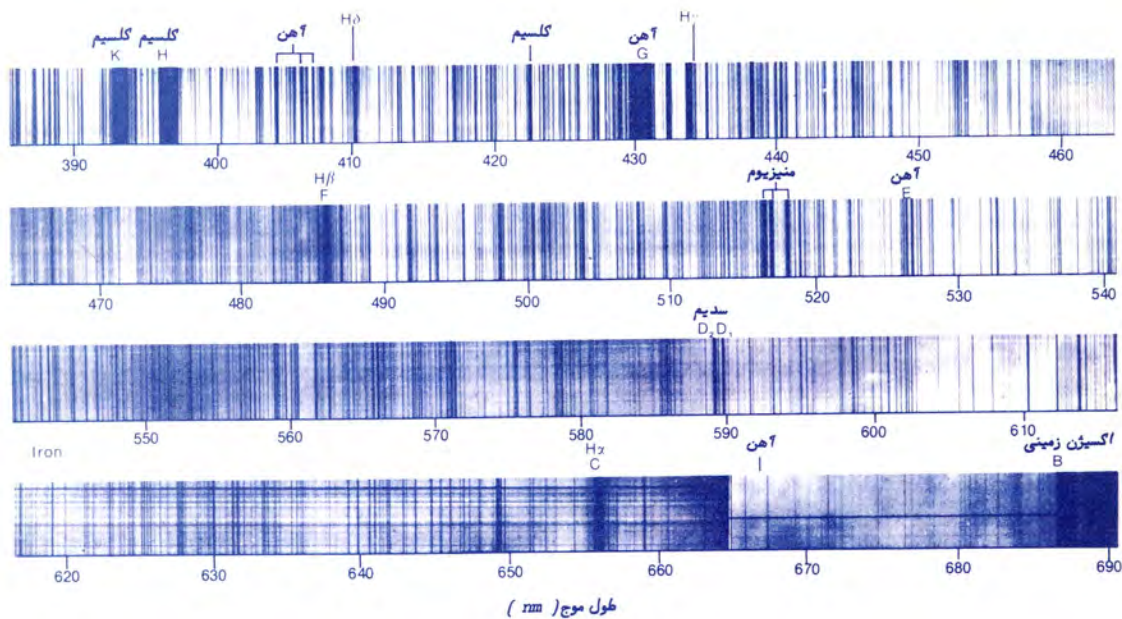 Hδ Hγ
کلسیم کلسیم آهن کلسیم آهن
K H G
390 400 410 420 430 440 450 460
Hβ منیزیوم آهن
F E
470 480 490 500 510 520 530 540
سدیم
D₂D₁
550 560 570 580 590 600 610
Iron Hα آهن اکسیژن زمینی
C B
620 630 640 650 660 670 680 690
طول موج ( nm )